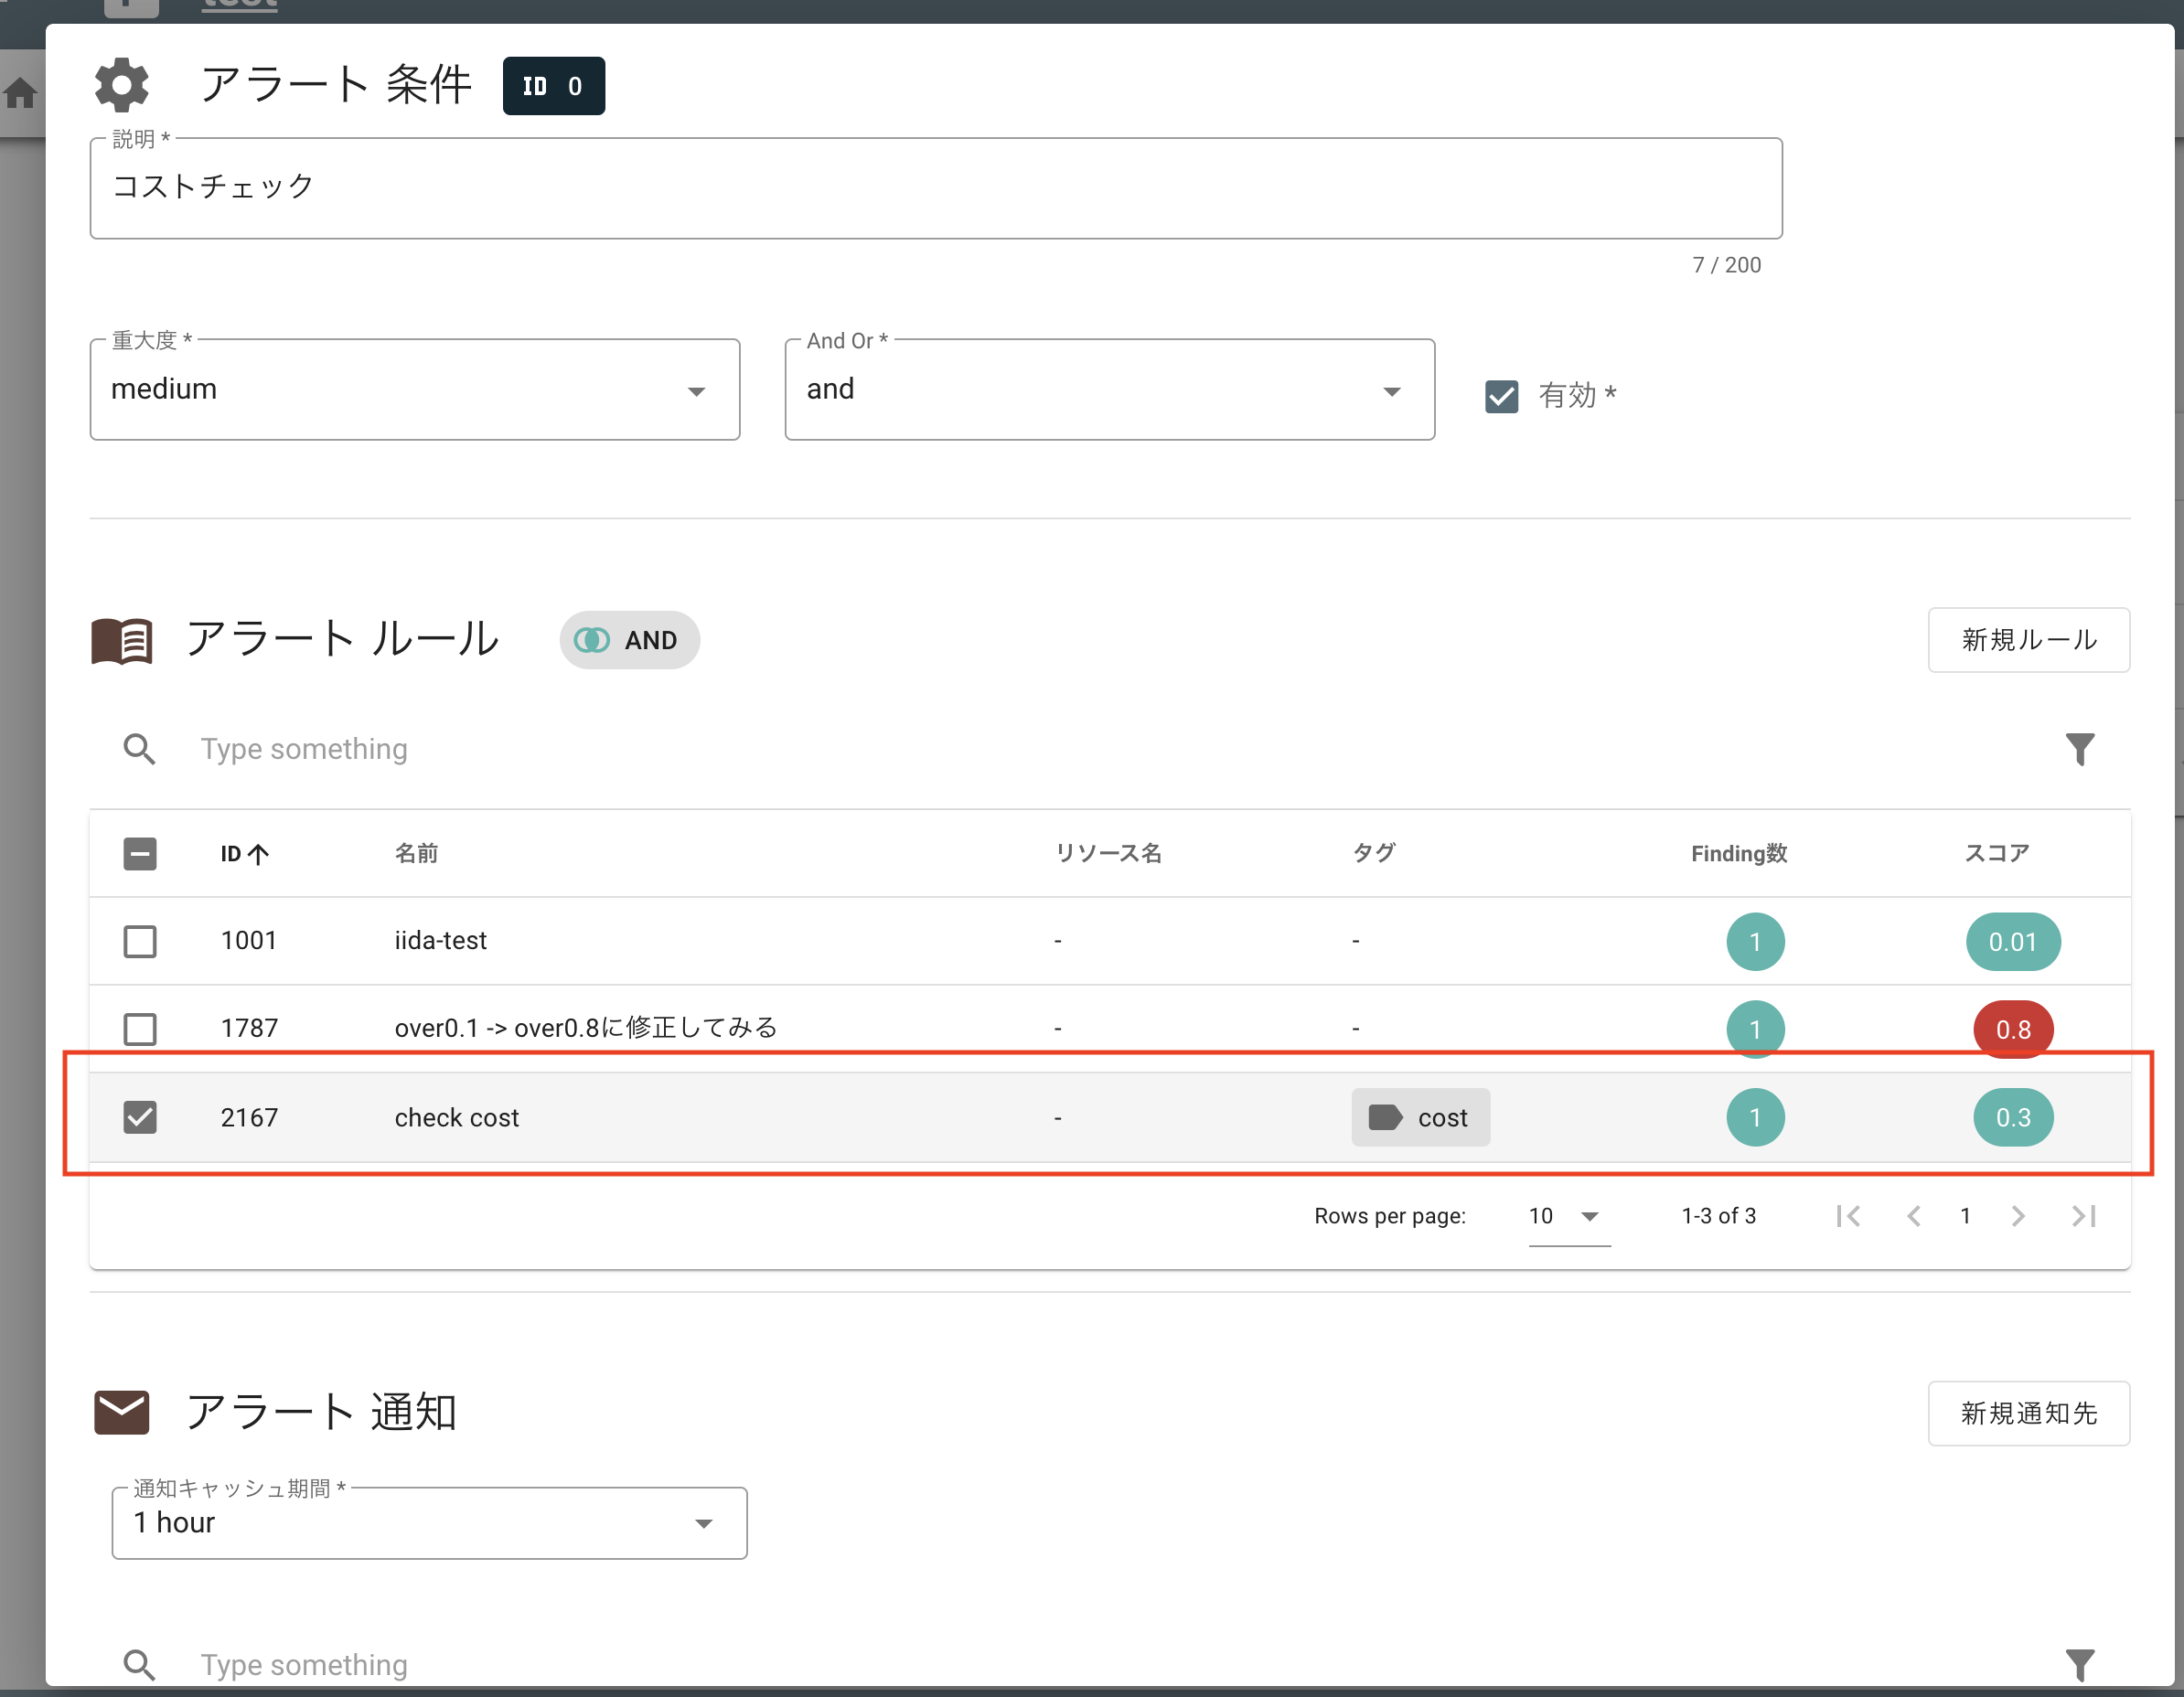 test
アラート 条件 ID 0
説明 *
コストチェック
7 / 200
重大度 * And Or *
medium and 有効 *
アラート ルール AND 新規ルール
Type something
ID 名前 リソース名 タグ Finding数 スコア
1001 iida-test - - 1 0.01
1787 over0.1 -> over0.8に修正してみる - - 1 0.8
2167 check cost - cost 1 0.3
Rows per page: 10 1-3 of 3 1
アラート 通知 新規通知先
通知キャッシュ期間 *
1 hour
Type something